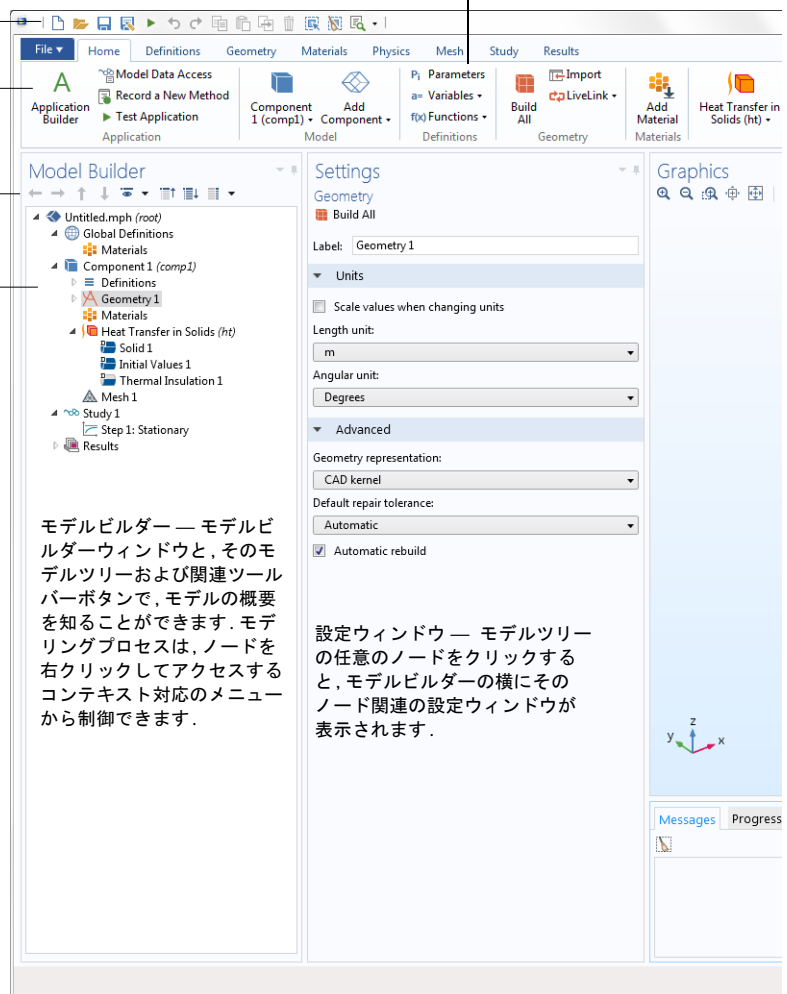 File Home Definitions Geometry Materials Physics Mesh Study Results
Application Builder
Model Data Access
Record a New Method
Test Application
Application
Component 1 (comp1)
Add Component
Model
Pi Parameters
a= Variables
f(x) Functions
Definitions
Build All
Import
LiveLink
Geometry
Add Material
Materials
Heat Transfer in Solids (ht)
Model Builder
Untitled.mph (root)
Global Definitions
Materials
Component 1 (comp1)
Definitions
Geometry 1
Materials
Heat Transfer in Solids (ht)
Solid 1
Initial Values 1
Thermal Insulation 1
Mesh 1
Study 1
Step 1: Stationary
Results
モデルビルダー — モデルビ
ルダーウィンドウと, そのモ
デルツリーおよび関連ツール
バーボタンで, モデルの概要
を知ることができます. モデ
リングプロセスは, ノードを
右クリックしてアクセスする
コンテキスト対応のメニュー
から制御できます.
Settings
Geometry
Build All
Label: Geometry 1
Units
Scale values when changing units
Length unit:
m
Angular unit:
Degrees
Advanced
Geometry representation:
CAD kernel
Default repair tolerance:
Automatic
Automatic rebuild
設定ウィンドウ — モデルツリー
の任意のノードをクリックする
と, モデルビルダーの横にその
ノード関連の設定ウィンドウが
表示されます.
Graphics
z
y
x
Messages Progress